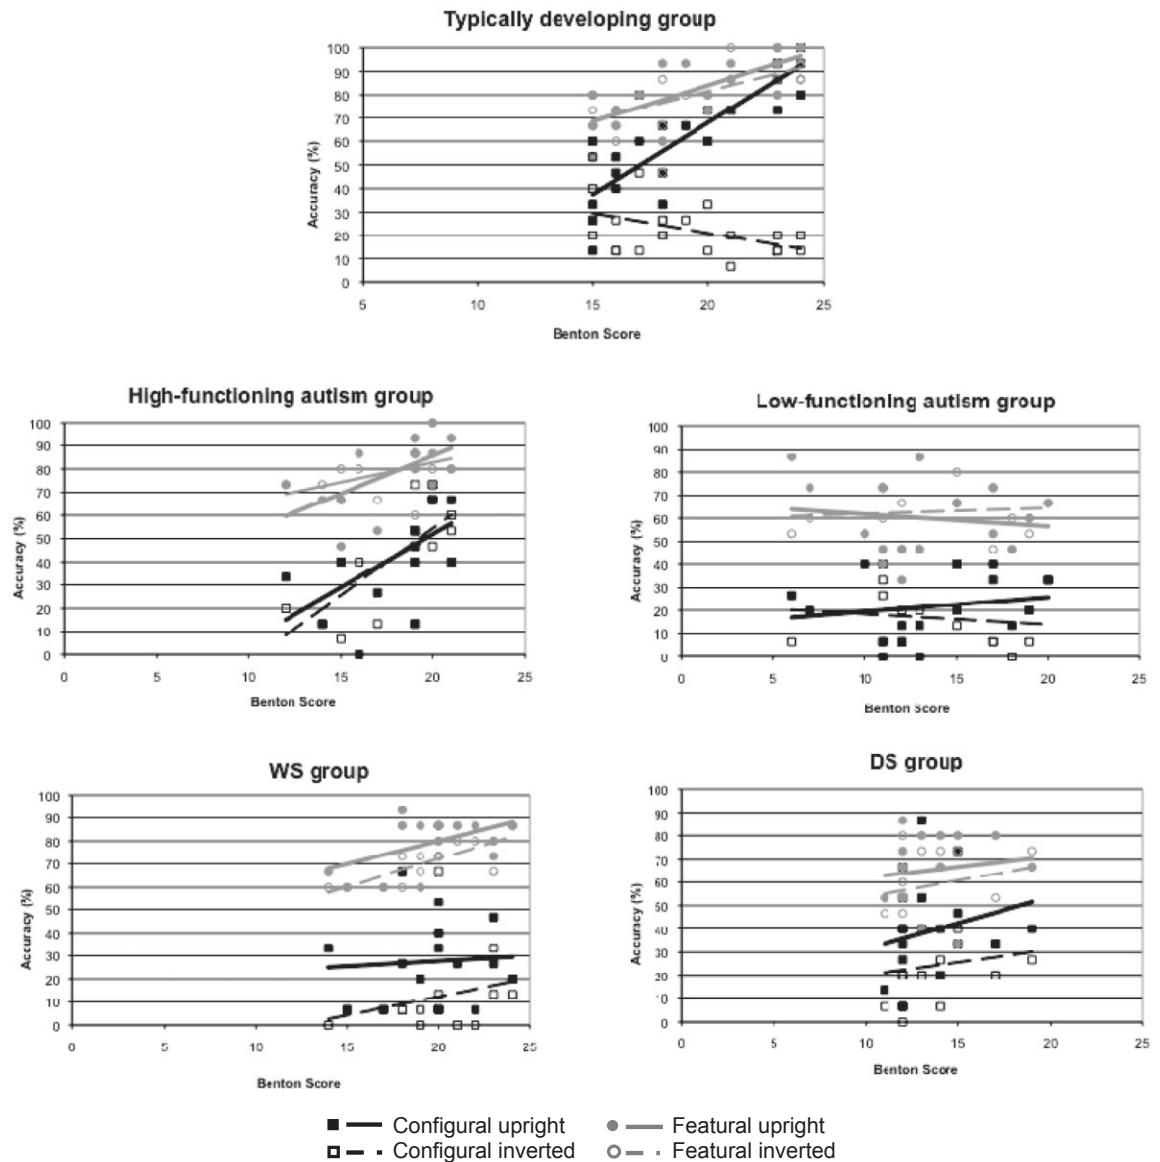 Typically developing group
Accuracy (%)
100
90
80
70
60
50
40
30
20
10
0
5 10 15 20 25
Benton Score
High-functioning autism group
Accuracy (%)
100
90
80
70
60
50
40
30
20
10
0
0 5 10 15 20 25
Benton Score
Low-functioning autism group
Accuracy (%)
100
90
80
70
60
50
40
30
20
10
0
0 5 10 15 20 25
Benton Score
WS group
Accuracy (%)
100
90
80
70
60
50
40
30
20
10
0
0 5 10 15 20 25
Benton Score
DS group
Accuracy (%)
100
90
80
70
60
50
40
30
20
10
0
0 5 10 15 20 25
Benton Score
Configural upright
Featural upright
Configural inverted
Featural inverted